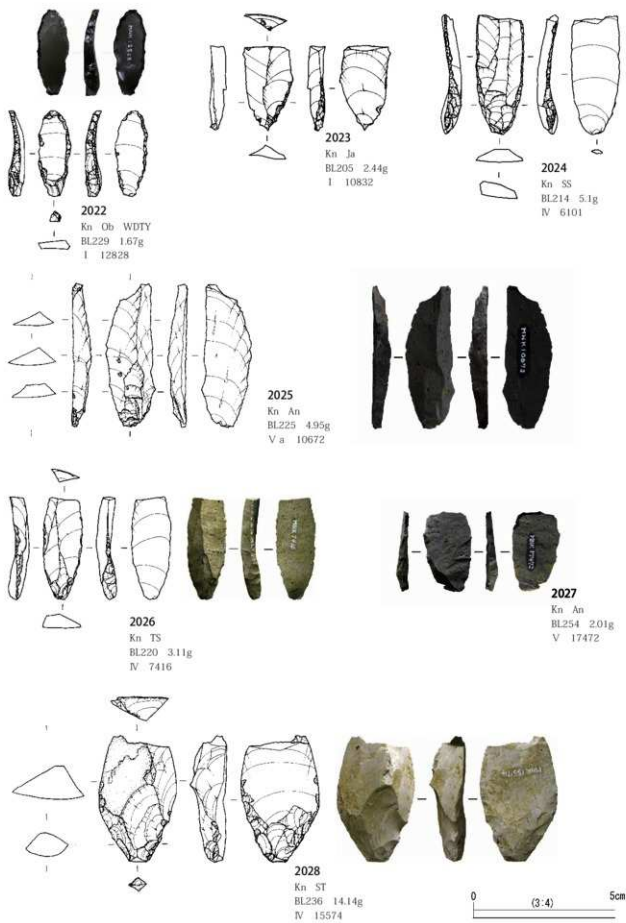 2022
Kn Ob WDTY
BL229 1.67g
Ⅰ 12828
2023
Kn Ja
BL205 2.44g
Ⅰ 10832
2024
Kn SS
BL214 5.1g
Ⅳ 6101
2025
Kn An
BL225 4.95g
Ⅴa 10672
2026
Kn TS
BL220 3.11g
Ⅳ 7416
2027
Kn An
BL254 2.01g
Ⅴ 17472
2028
Kn ST
BL236 14.14g
Ⅳ 15574
0 (3:4) 5cm